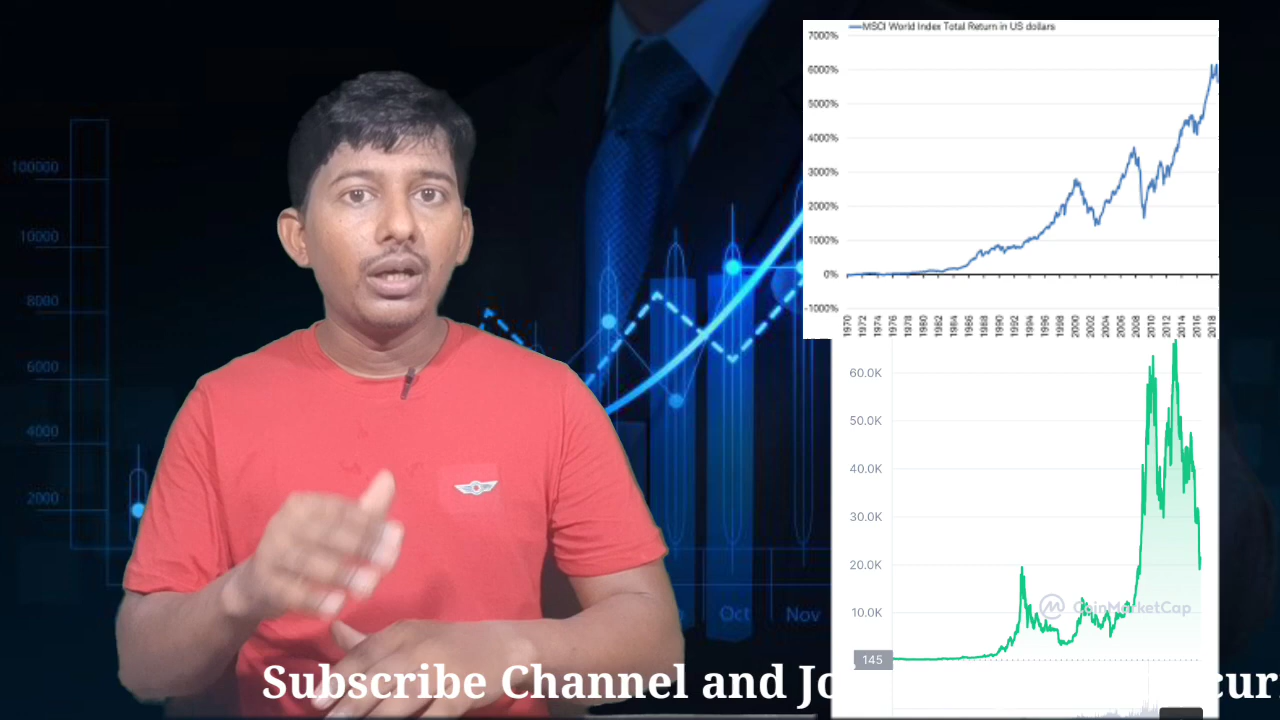 MSCI World Index Total Return in US dollars
7000%
6000%
5000%
4000%
3000%
2000%
1000%
0%
-1000%
1970 1972 1974 1976 1978 1980 1982 1984 1986 1988 1990 1992 1994 1996 1998 2000 2002 2004 2006 2008 2010 2012 2014 2016 2018
60.0K
50.0K
40.0K
30.0K
20.0K
10.0K
145
CoinMarketCap
100000
10000
8000
6000
4000
2000
Oct
Nov
Subscribe Channel and Jo
cur